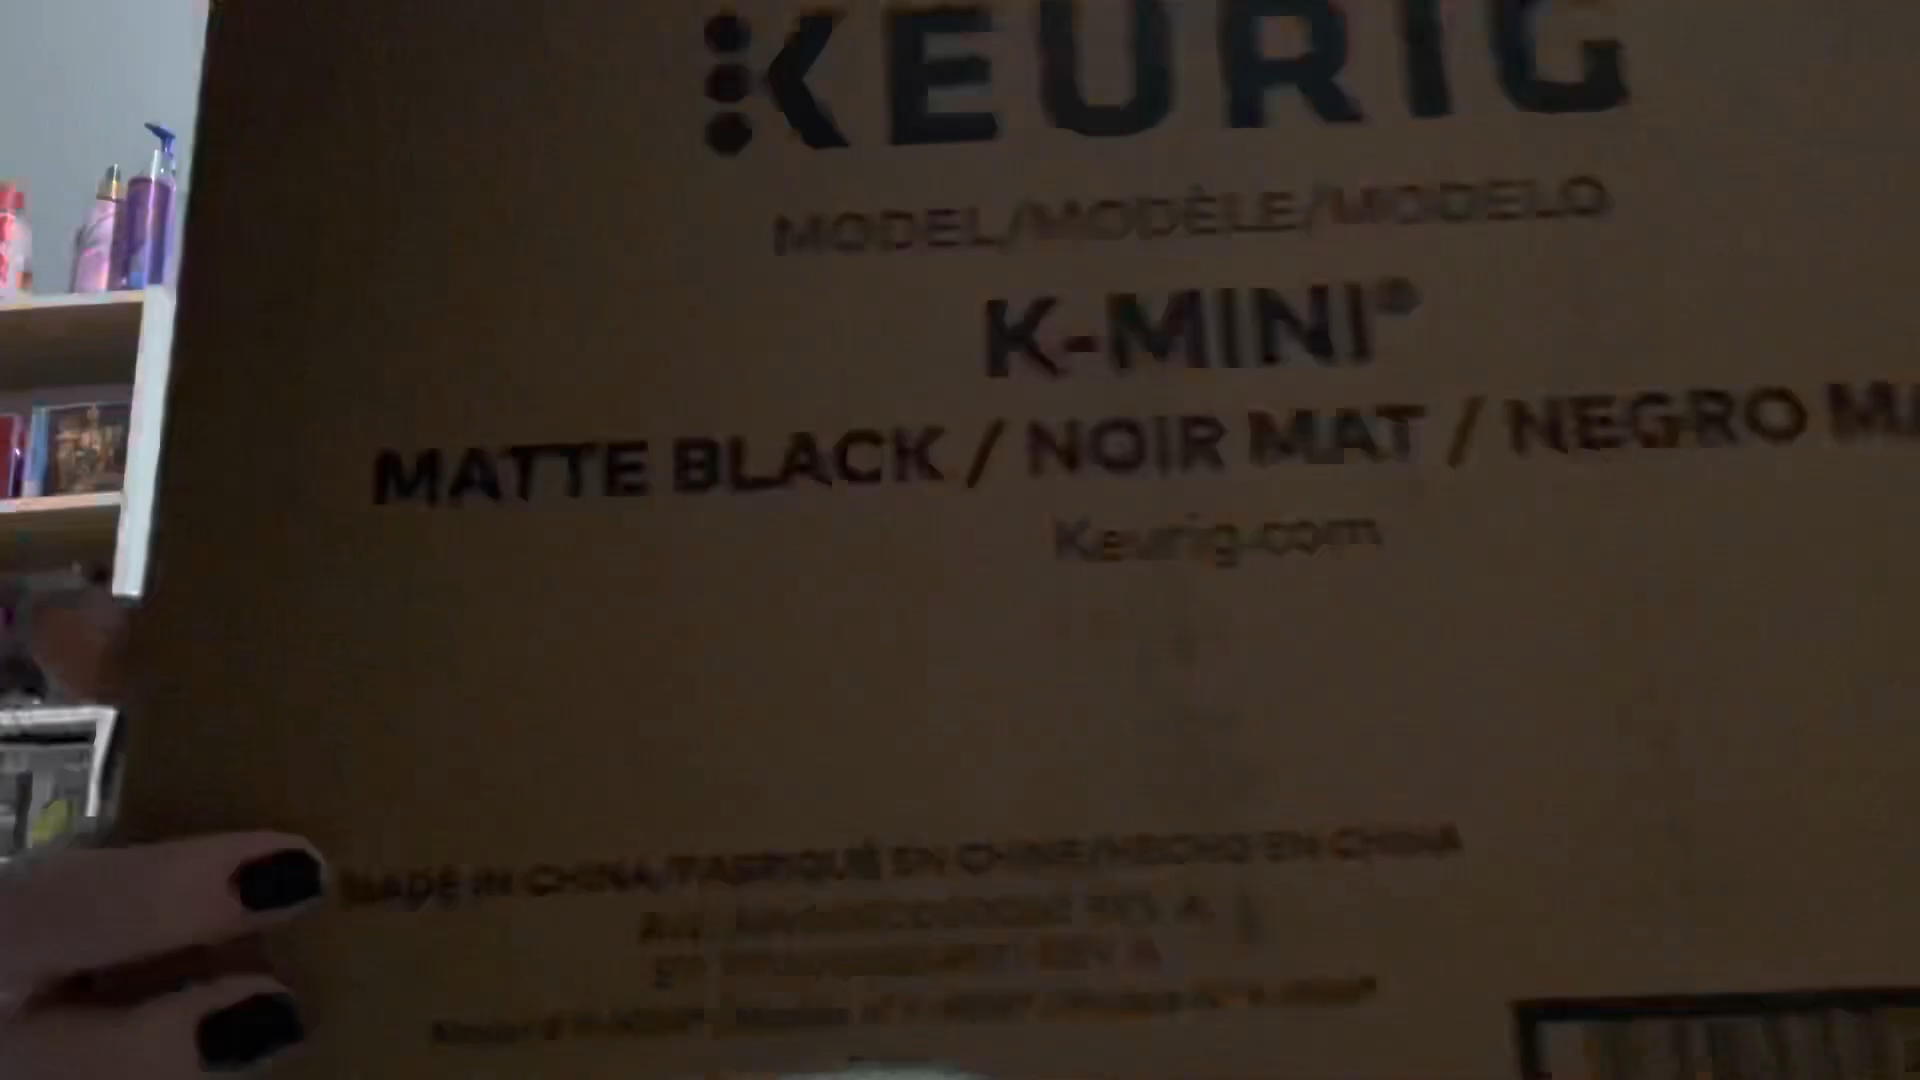 KEURIG
MODEL/MODÈLE/MODELO
K-MINI®
MATTE BLACK / NOIR MAT / NEGRO
Keurig.com
MADE IN CHINA/FABRIQUÉ EN CHINE/HECHO EN CHINA